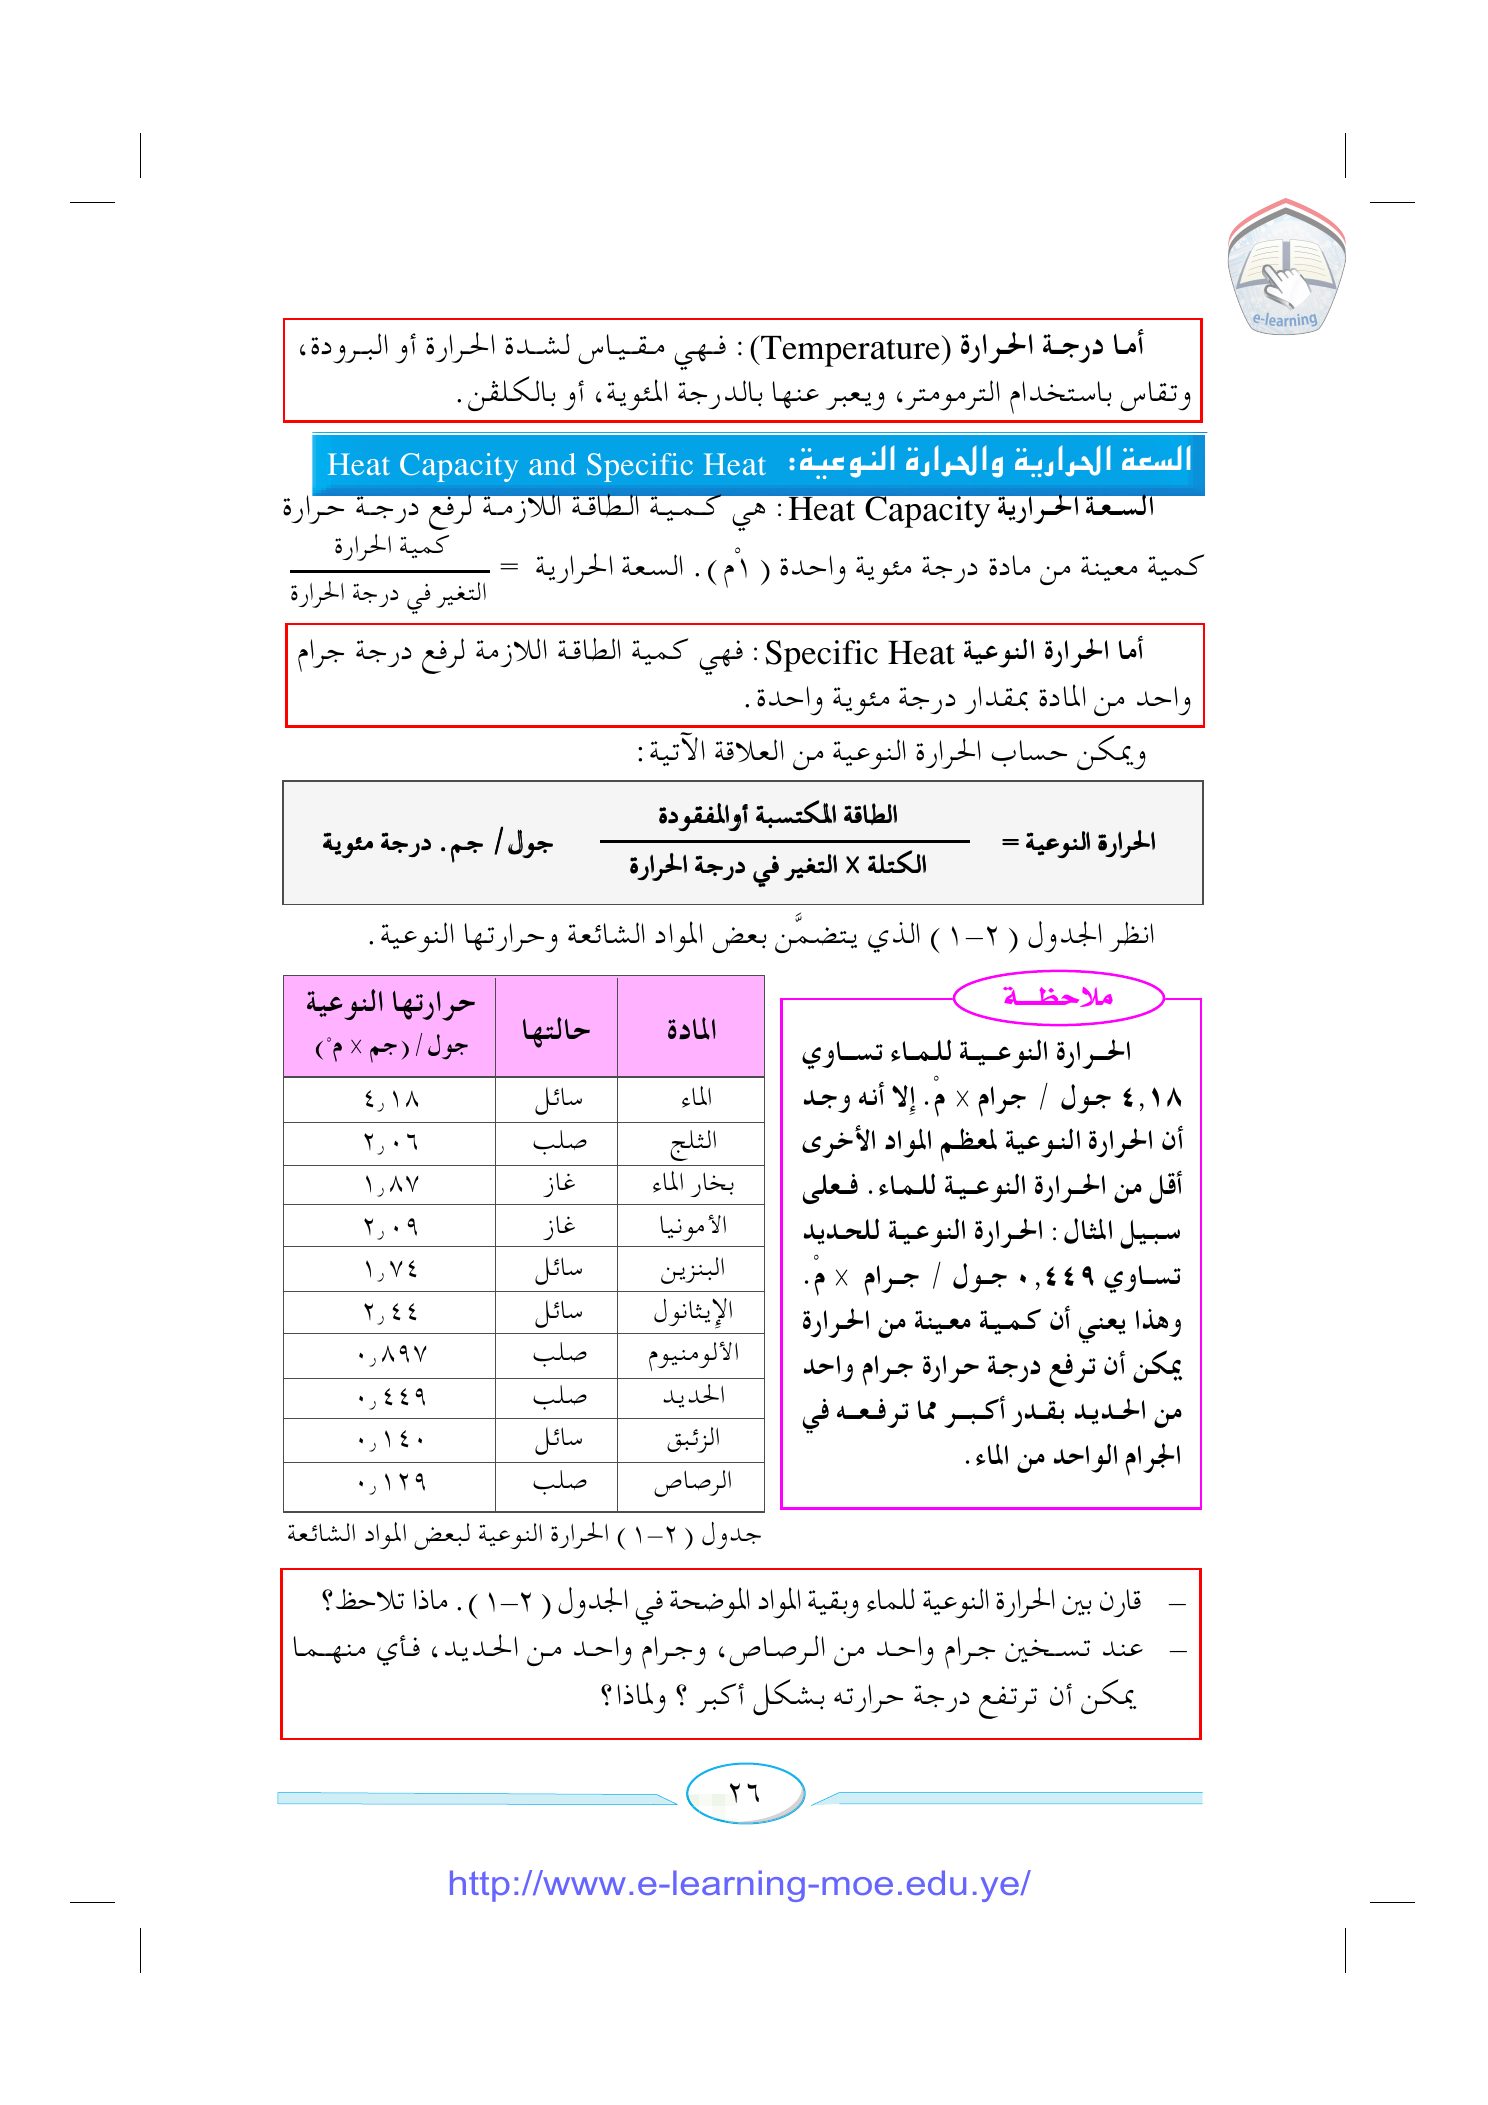 e-learning
أما درجة الحرارة (Temperature) : فهي مقياس لشدة الحرارة أو البرودة،
وتقاس باستخدام الترمومتر، ويعبر عنها بالدرجة المئوية، أو بالكلڤن.
السعة الحرارية والحرارة النوعية: Heat Capacity and Specific Heat
السعة الحرارية Heat Capacity : هي كمية الطاقة اللازمة لرفع درجة حرارة
كمية معينة من مادة درجة مئوية واحدة ( ١°م ) . السعة الحرارية =
كمية الحرارة
التغير في درجة الحرارة
أما الحرارة النوعية Specific Heat : فهي كمية الطاقة اللازمة لرفع درجة جرام
واحد من المادة بمقدار درجة مئوية واحدة.
ويمكن حساب الحرارة النوعية من العلاقة الآتية :
الحرارة النوعية =
الطاقة المكتسبة أوالمفقودة
الكتلة × التغير في درجة الحرارة
جول/ جم. درجة مئوية
انظر الجدول ( ٢–١ ) الذي يتضمَّن بعض المواد الشائعة وحرارتها النوعية.
ملاحظة
الحرارة النوعية للماء تساوي
٤,١٨ جول / جرام × مْ. إلا أنه وجد
أن الحرارة النوعية لمعظم المواد الأخرى
أقل من الحرارة النوعية للماء. فعلى
سبيل المثال : الحرارة النوعية للحديد
تساوي ٠,٤٤٩ جول / جرام × مْ.
وهذا يعني أن كمية معينة من الحرارة
يمكن أن ترفع درجة حرارة جرام واحد
من الحديد بقدر أكبر مما ترفعه في
الجرام الواحد من الماء.
المادة حالتها حرارتها النوعية
جول/(جم × م°)
الماء سائل ٤٫١٨
الثلج صلب ٢٫٠٦
بخار الماء غاز ١٫٨٧
الأمونيا غاز ٢٫٠٩
البنزين سائل ١٫٧٤
الإيثانول سائل ٢٫٤٤
الألومنيوم صلب ٠٫٨٩٧
الحديد صلب ٠٫٤٤٩
الزئبق سائل ٠٫١٤٠
الرصاص صلب ٠٫١٢٩
جدول ( ٢–١ ) الحرارة النوعية لبعض المواد الشائعة
– قارن بين الحرارة النوعية للماء وبقية المواد الموضحة في الجدول ( ٢–١ ). ماذا تلاحظ؟
– عند تسخين جرام واحد من الرصاص، وجرام واحد من الحديد، فأي منهما
يمكن أن ترتفع درجة حرارته بشكل أكبر ؟ ولماذا؟
٢٦
http://www.e-learning-moe.edu.ye/